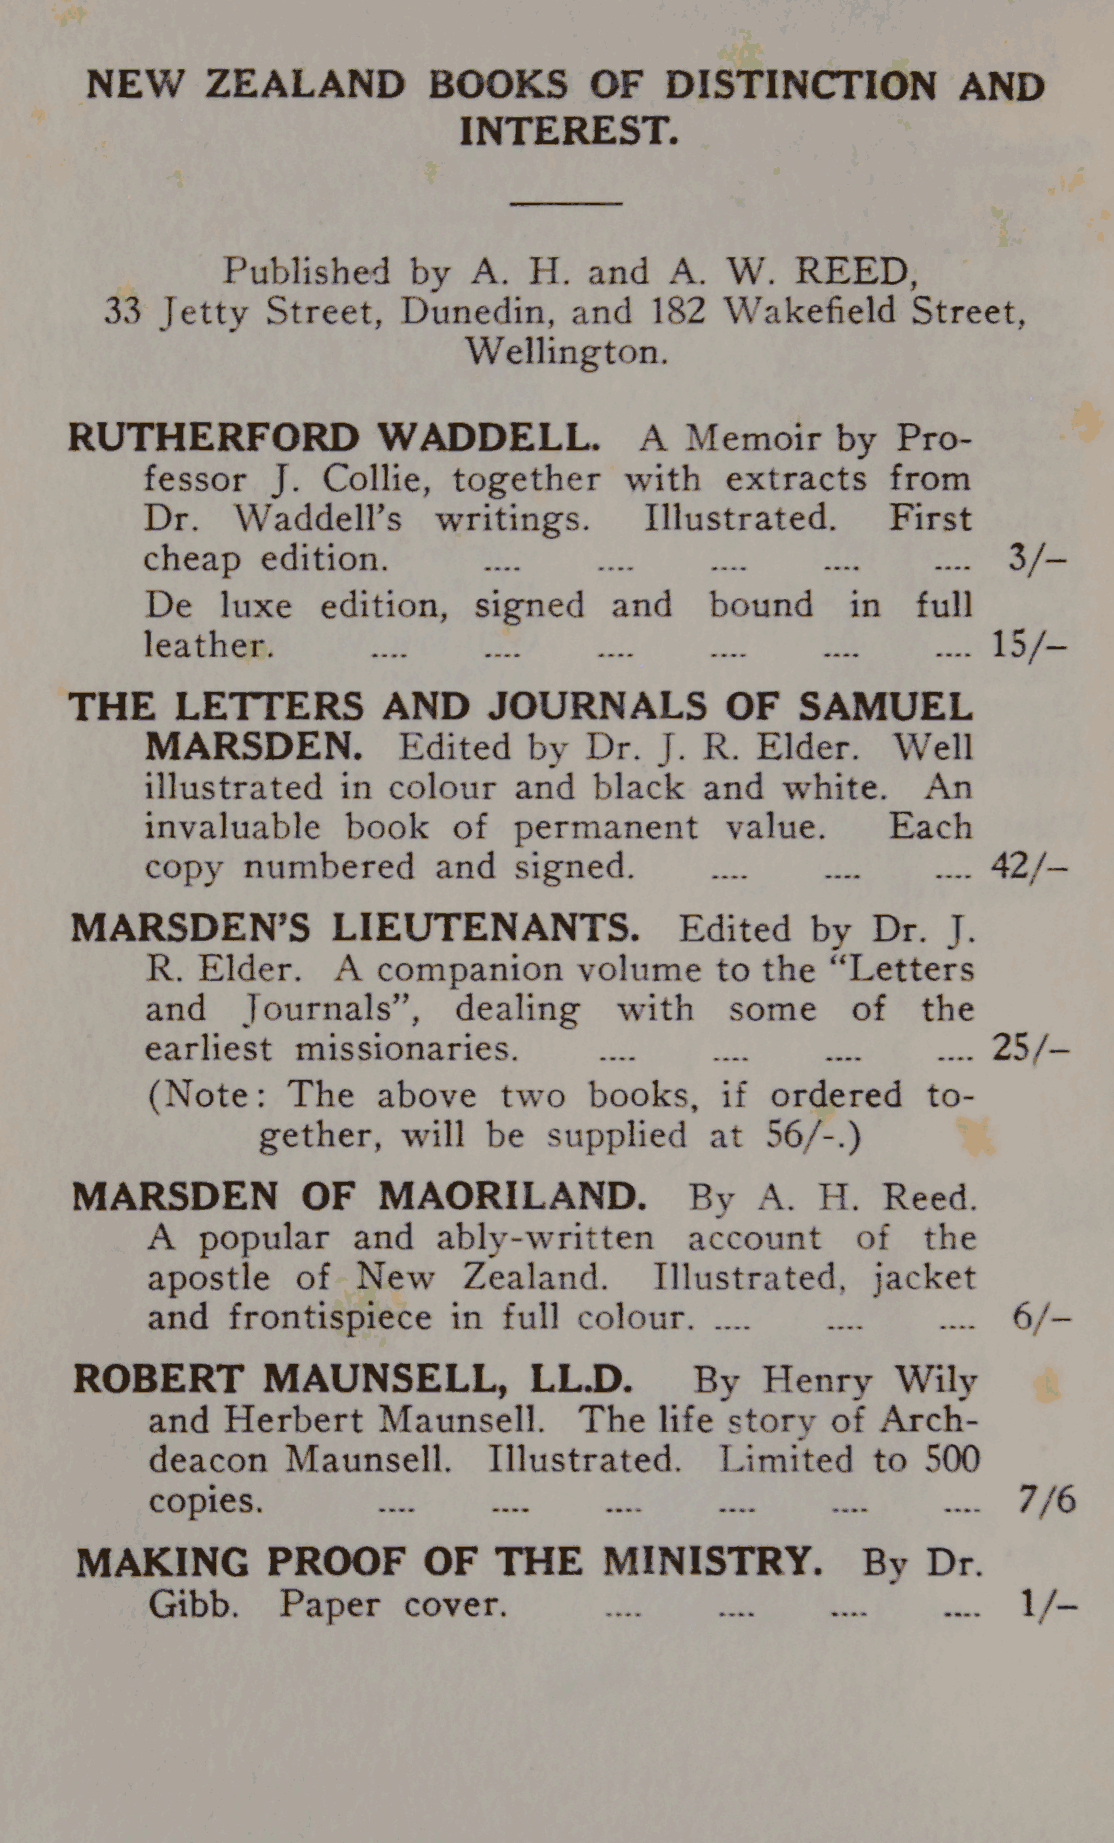 NEW ZEALAND BOOKS OF DISTINCTION AND
INTEREST.
Published by A. H. and A. W. REED,
33 Jetty Street, Dunedin, and 182 Wakefield Street,
Wellington.
RUTHERFORD WADDELL. A Memoir by Pro-
fessor J. Collie, together with extracts from
Dr. Waddell's writings. Illustrated. First
cheap edition. .... .... .... .... .... 3/-
De luxe edition, signed and bound in full
leather. .... .... .... .... .... .... 15/-
THE LETTERS AND JOURNALS OF SAMUEL
MARSDEN. Edited by Dr. J. R. Elder. Well
illustrated in colour and black and white. An
invaluable book of permanent value. Each
copy numbered and signed. .... .... .... 42/-
MARSDEN'S LIEUTENANTS. Edited by Dr. J.
R. Elder. A companion volume to the "Letters
and Journals", dealing with some of the
earliest missionaries. .... .... .... .... 25/-
(Note: The above two books, if ordered to-
gether, will be supplied at 56/-.)
MARSDEN OF MAORILAND. By A. H. Reed.
A popular and ably-written account of the
apostle of New Zealand. Illustrated, jacket
and frontispiece in full colour. .... .... .... 6/-
ROBERT MAUNSELL, LL.D. By Henry Wily
and Herbert Maunsell. The life story of Arch-
deacon Maunsell. Illustrated. Limited to 500
copies. .... .... .... .... .... .... 7/6
MAKING PROOF OF THE MINISTRY. By Dr.
Gibb. Paper cover. .... .... .... .... 1/-